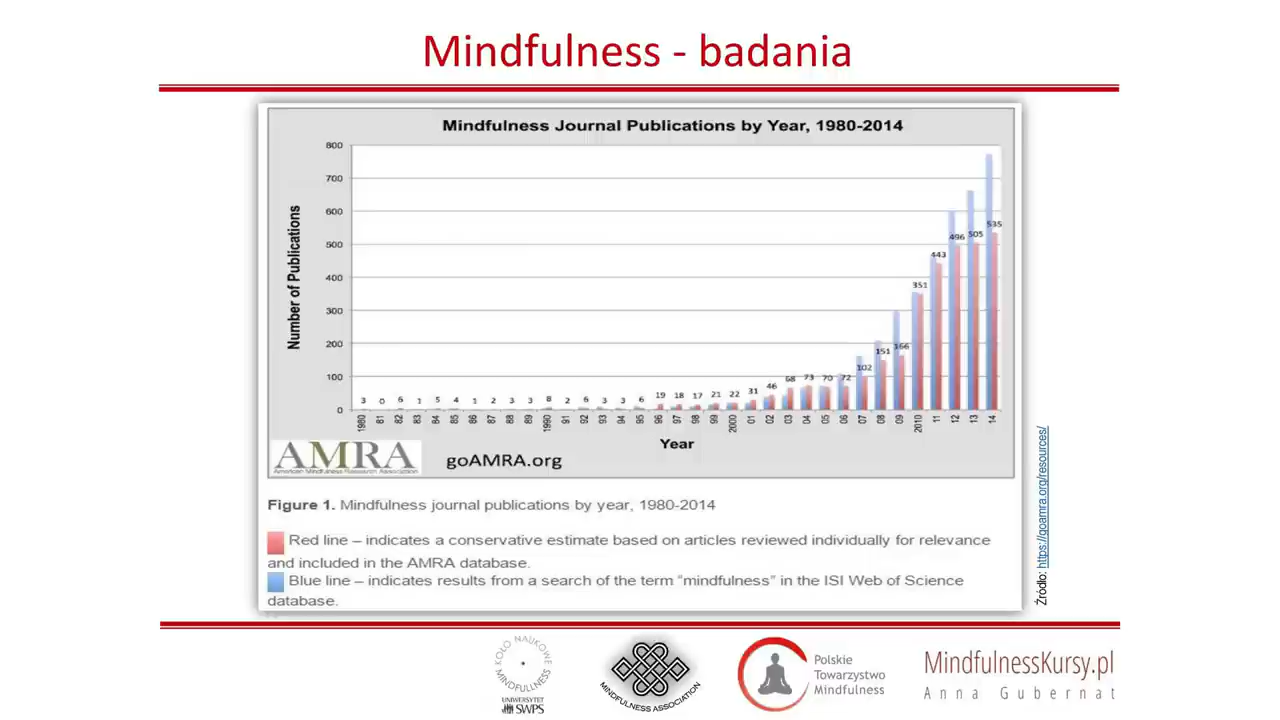 Mindfulness - badania
Mindfulness Journal Publications by Year, 1980-2014
Number of Publications
800
700
600
500
400
300
200
100
0
3 0 6 1 5 4 1 2 3 3 8 2 6 3 3 6 19 18 17 21 22 31 46 68 73 70 72 102 151 166 351 443 496 505 535
1980 81 82 83 84 85 86 87 88 89 1990 91 92 93 94 95 96 97 98 99 2000 01 02 03 04 05 06 07 08 09 2010 11 12 13 14
Year
AMRA
American Mindfulness Research Association
goAMRA.org
Figure 1. Mindfulness journal publications by year, 1980-2014
Red line – indicates a conservative estimate based on articles reviewed individually for relevance
and included in the AMRA database.
Blue line – indicates results from a search of the term “mindfulness” in the ISI Web of Science
database.
Źródło: https://goamra.org/resources/
KOŁO NAUKOWE
MINDFULLNESS
UNIWERSYTET
SWPS
MINDFULNESS ASSOCIATION
Polskie
Towarzystwo
Mindfulness
MindfulnessKursy.pl
Anna Gubernat